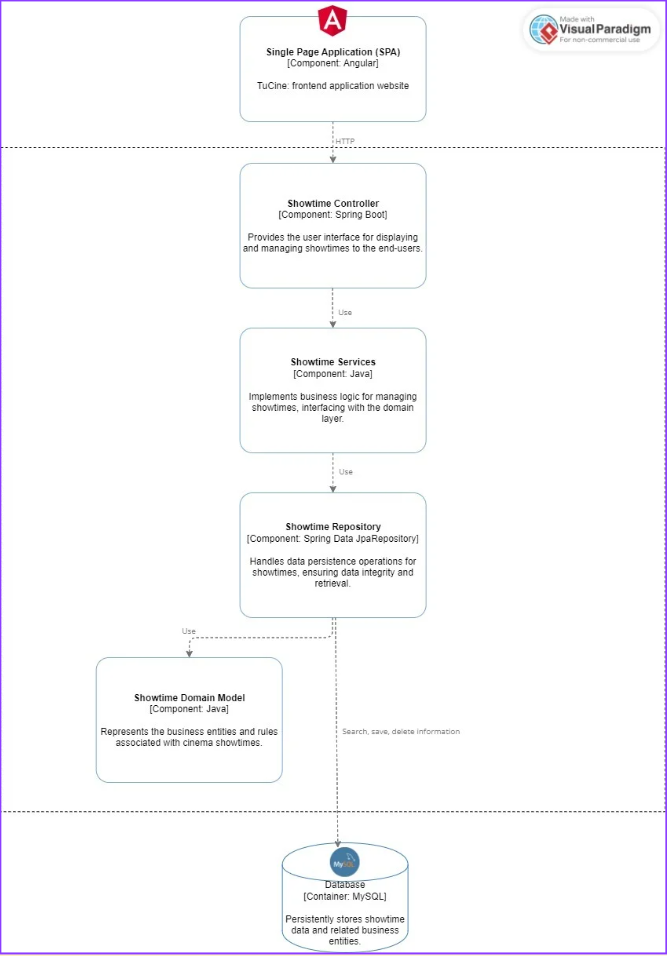 Made with
VisualParadigm
For non-commercial use
A
Single Page Application (SPA)
[Component: Angular]
TuCine: frontend application website
HTTP
Showtime Controller
[Component: Spring Boot]
Provides the user interface for displaying
and managing showtimes to the end-users.
Use
Showtime Services
[Component: Java]
Implements business logic for managing
showtimes, interfacing with the domain
layer.
Use
Showtime Repository
[Component: Spring Data JpaRepository]
Handles data persistence operations for
showtimes, ensuring data integrity and
retrieval.
Use
Showtime Domain Model
[Component: Java]
Represents the business entities and rules
associated with cinema showtimes.
Search, save, delete information
MySQL
Database
[Container: MySQL]
Persistently stores showtime
data and related business
entities.